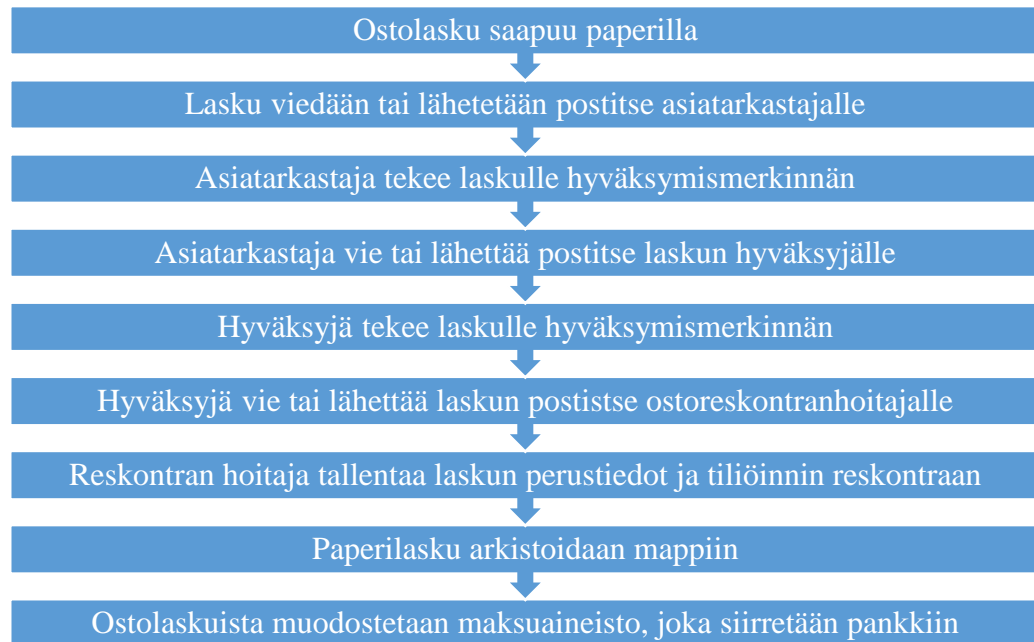 Ostolasku saapuu paperilla
Lasku viedään tai lähetetään postitse asiatarkastajalle
Asiatarkastaja tekee laskulle hyväksymismerkinnän
Asiatarkastaja vie tai lähettää postitse laskun hyväksyjälle
Hyväksyjä tekee laskulle hyväksymismerkinnän
Hyväksyjä vie tai lähettää laskun postistse ostoreskontranhoitajalle
Reskontran hoitaja tallentaa laskun perustiedot ja tiliöinnin reskontraan
Paperilasku arkistoidaan mappiin
Ostolaskuista muodostetaan maksuaineisto, joka siirretään pankkiin